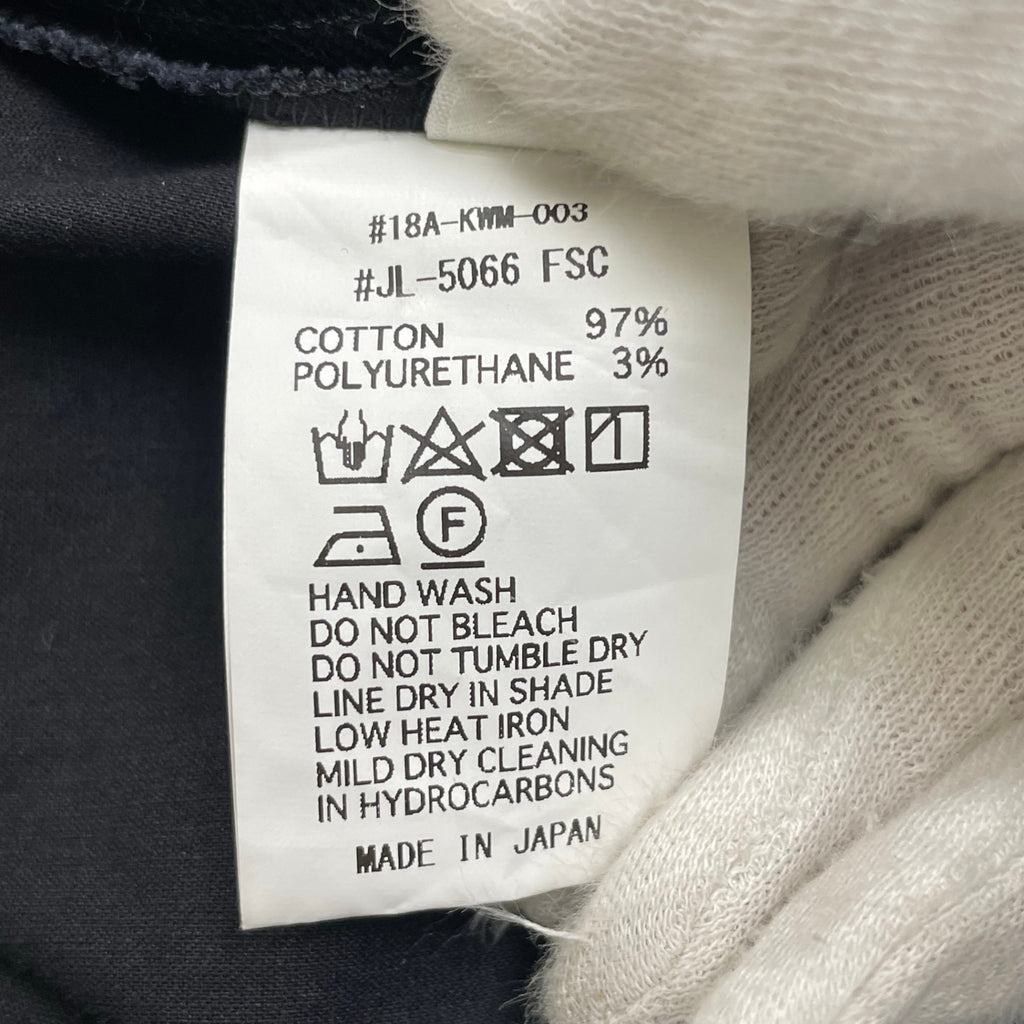 #18A-KWM-003
#JL-5066 FSC
COTTON 97%
POLYURETHANE 3%
F
HAND WASH
DO NOT BLEACH
DO NOT TUMBLE DRY
LINE DRY IN SHADE
LOW HEAT IRON
MILD DRY CLEANING
IN HYDROCARBONS
MADE IN JAPAN